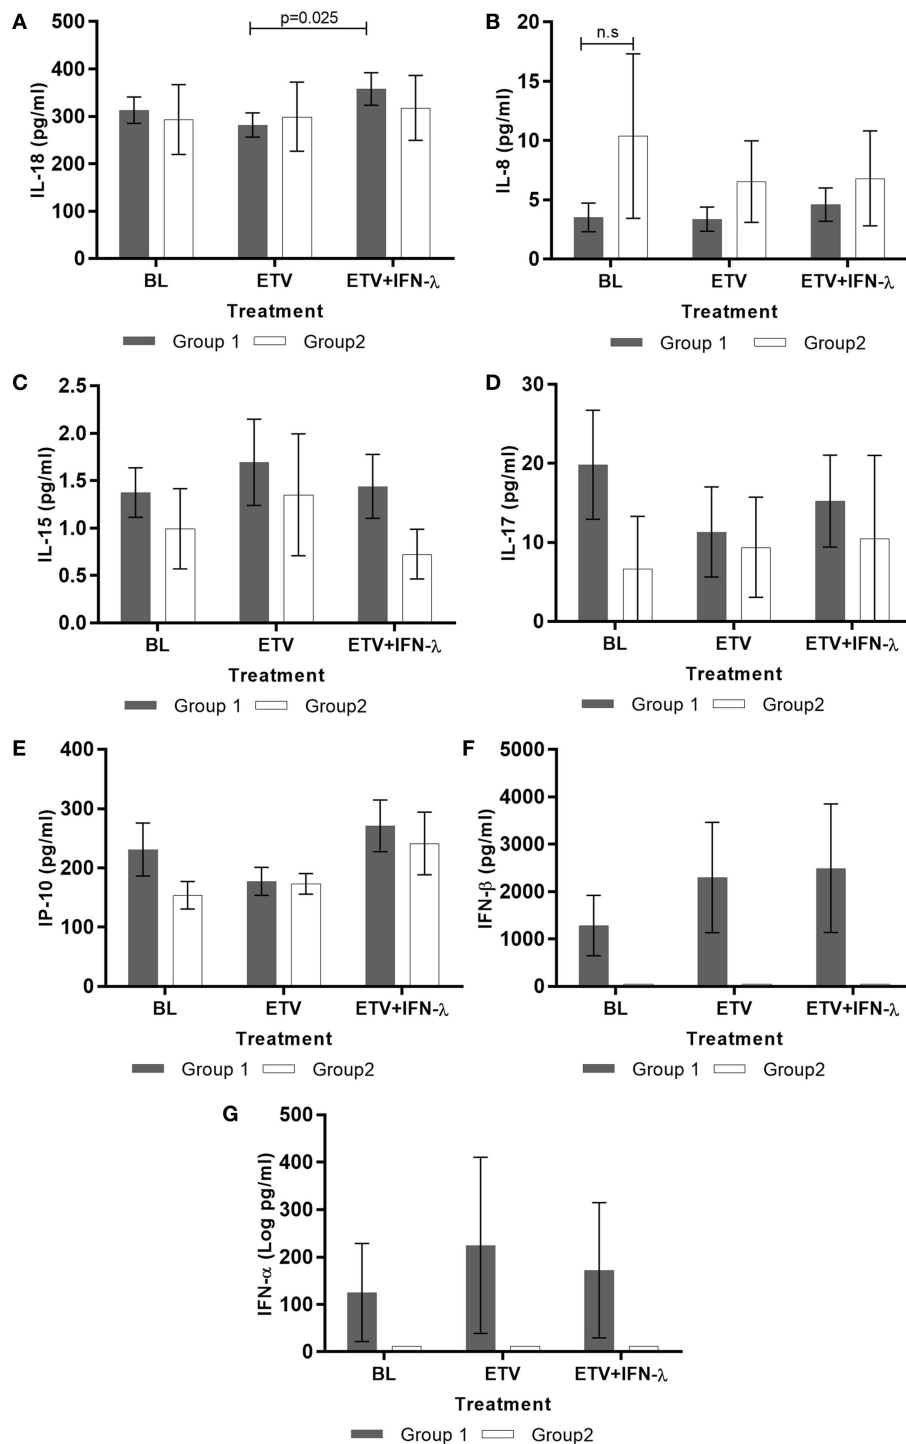 A
p=0.025
500
400
300
200
100
0
IL-18 (pg/ml)
BL ETV ETV+IFN-λ
Treatment
Group 1 Group2
B
n.s
20
15
10
5
0
IL-8 (pg/ml)
BL ETV ETV+IFN-λ
Treatment
Group 1 Group2
C
2.5
2.0
1.5
1.0
0.5
0.0
IL-15 (pg/ml)
BL ETV ETV+IFN-λ
Treatment
Group 1 Group2
D
30
20
10
0
IL-17 (pg/ml)
BL ETV ETV+IFN-λ
Treatment
Group 1 Group2
E
400
300
200
100
0
IP-10 (pg/ml)
BL ETV ETV+IFN-λ
Treatment
Group 1 Group2
F
5000
4000
3000
2000
1000
0
IFN-β (pg/ml)
BL ETV ETV+IFN-λ
Treatment
Group 1 Group2
G
500
400
300
200
100
0
IFN-α (Log pg/ml)
BL ETV ETV+IFN-λ
Treatment
Group 1 Group2